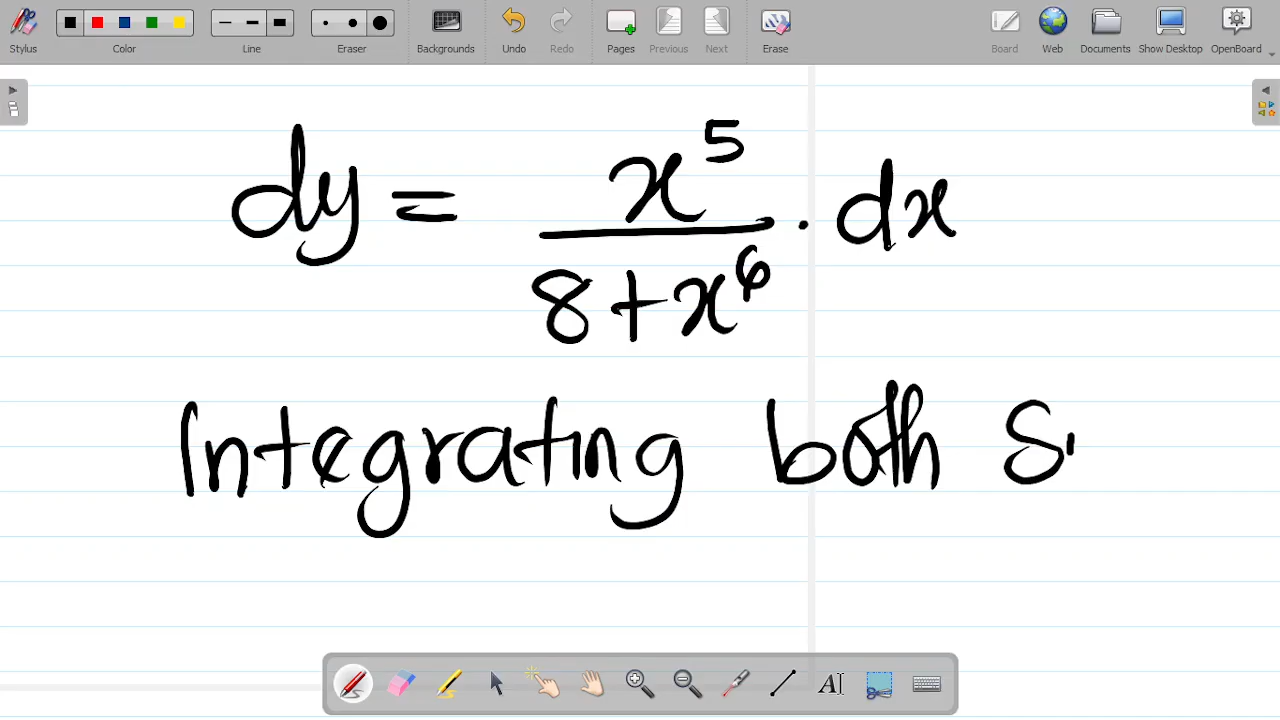 Stylus Color Line Eraser Backgrounds Undo Redo Pages Previous Next Erase Board Web Documents Show Desktop OpenBoard
dy = x^5 / (8+x^6) · dx
Integrating both Si